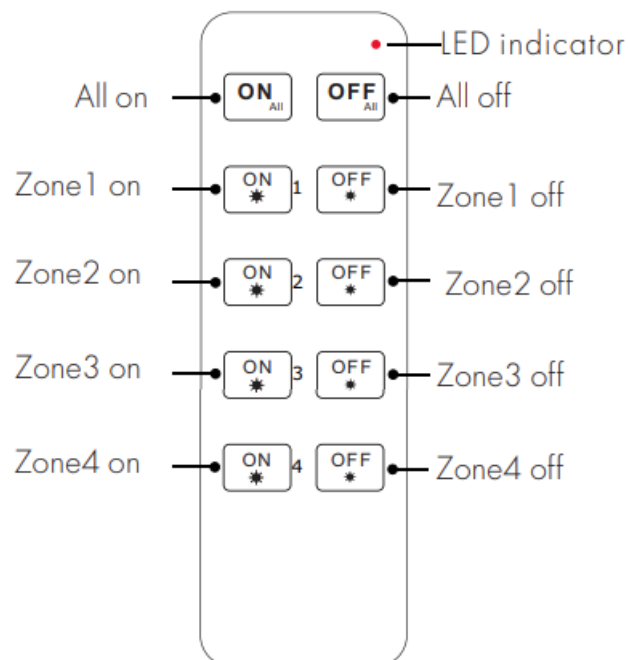 LED indicator
All on ON All OFF All All off
Zone1 on ON 1 OFF Zone1 off
Zone2 on ON 2 OFF Zone2 off
Zone3 on ON 3 OFF Zone3 off
Zone4 on ON 4 OFF Zone4 off